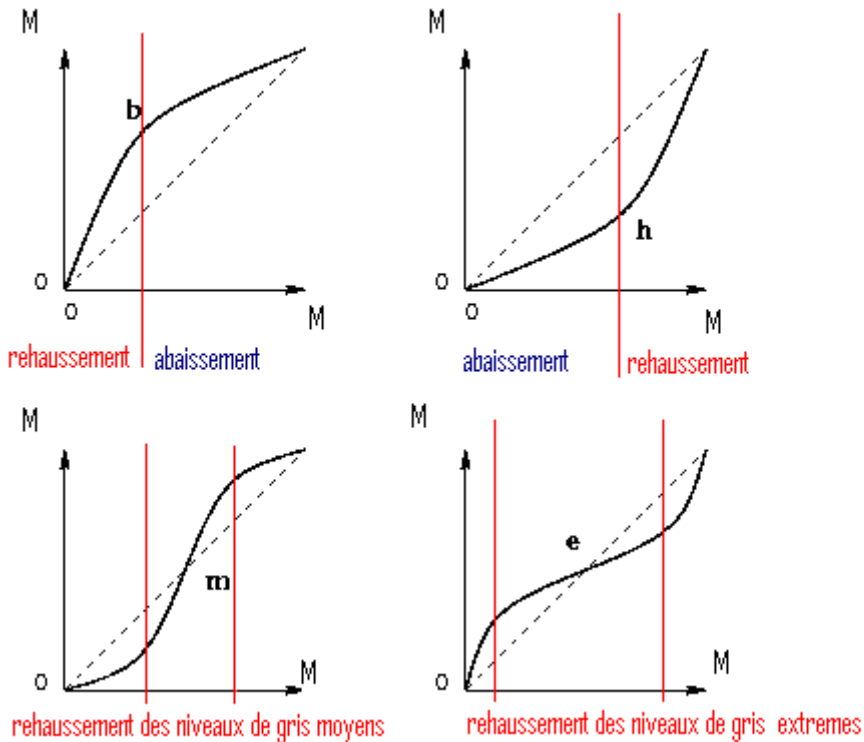 M
b
O
O
M
rehaussement abaissement
M
h
O
O
M
abaissement rehaussement
M
m
O
M
rehaussement des niveaux de gris moyens
M
e
O
M
rehaussement des niveaux de gris extremes